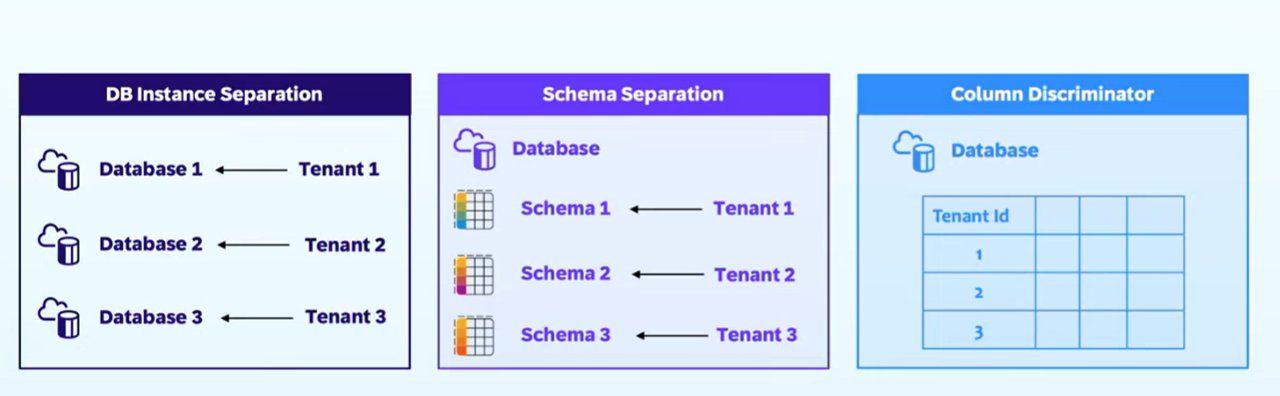 DB Instance Separation
Database 1 Tenant 1
Database 2 Tenant 2
Database 3 Tenant 3
Schema Separation
Database
Schema 1 Tenant 1
Schema 2 Tenant 2
Schema 3 Tenant 3
Column Discriminator
Database
Tenant Id
1
2
3